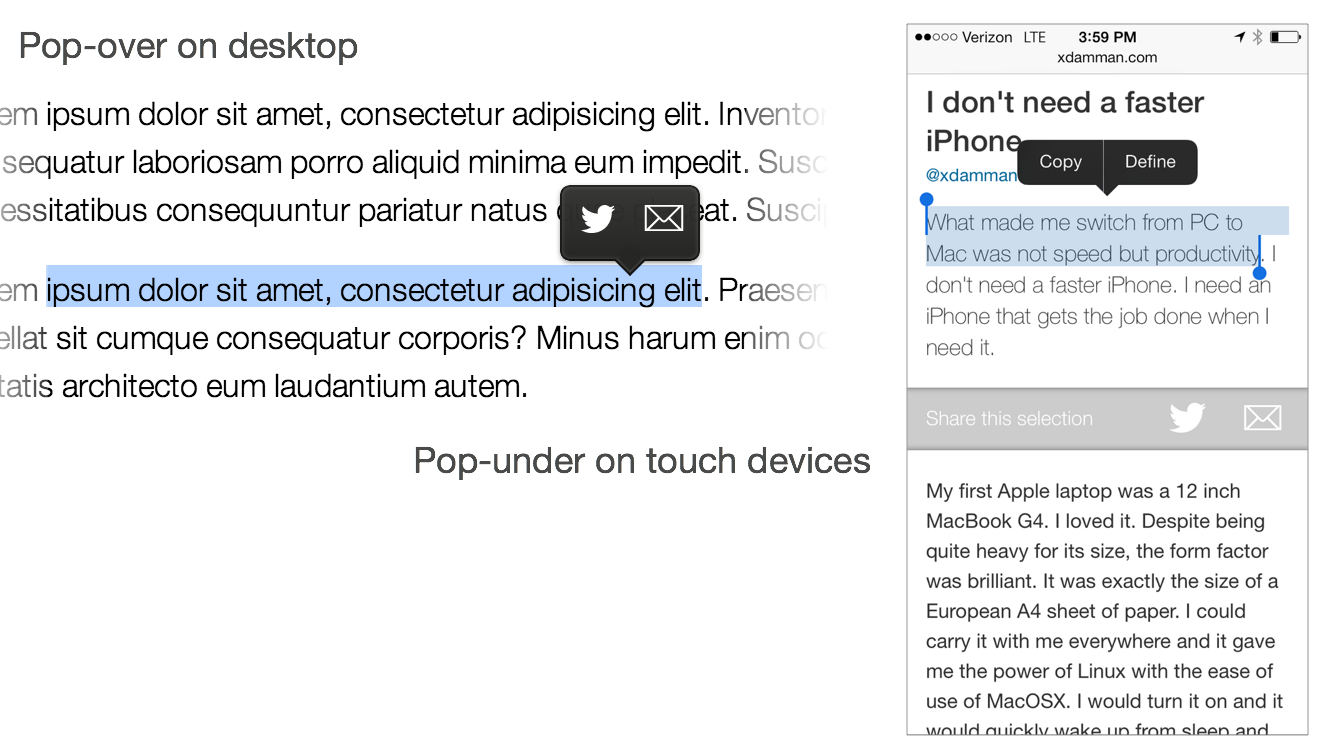 Pop-over on desktop
em ipsum dolor sit amet, consectetur adipisicing elit. Inventor
sequatur laboriosam porro aliquid minima eum impedit. Susc
essitatibus consequuntur pariatur natus eat. Suscip
em ipsum dolor sit amet, consectetur adipisicing elit. Praesen
ellat sit cumque consequatur corporis? Minus harum enim oc
tatis architecto eum laudantium autem.
Pop-under on touch devices
Verizon LTE 3:59 PM
xdamman.com
I don't need a faster
iPhone
Copy Define
@xdamman
What made me switch from PC to
Mac was not speed but productivity. I
don't need a faster iPhone. I need an
iPhone that gets the job done when I
need it.
Share this selection
My first Apple laptop was a 12 inch
MacBook G4. I loved it. Despite being
quite heavy for its size, the form factor
was brilliant. It was exactly the size of a
European A4 sheet of paper. I could
carry it with me everywhere and it gave
me the power of Linux with the ease of
use of MacOSX. I would turn it on and it
would quickly wake up from sleep and